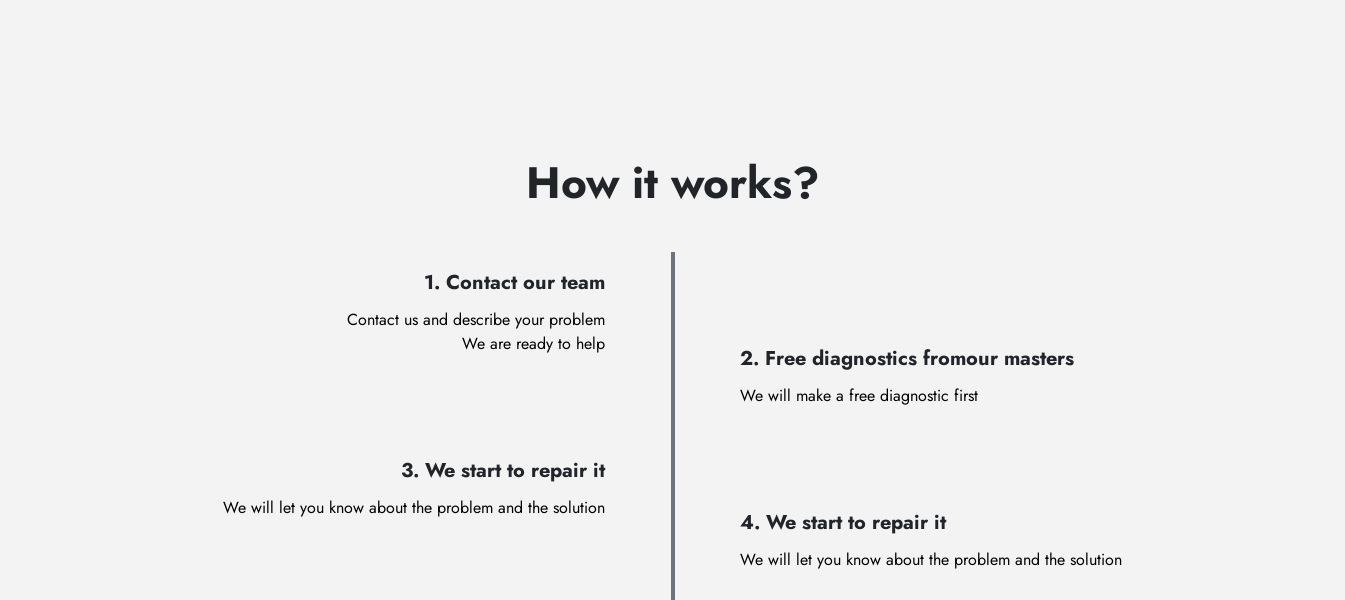 How it works?
1. Contact our team
Contact us and describe your problem
We are ready to help
2. Free diagnostics fromour masters
We will make a free diagnostic first
3. We start to repair it
We will let you know about the problem and the solution
4. We start to repair it
We will let you know about the problem and the solution